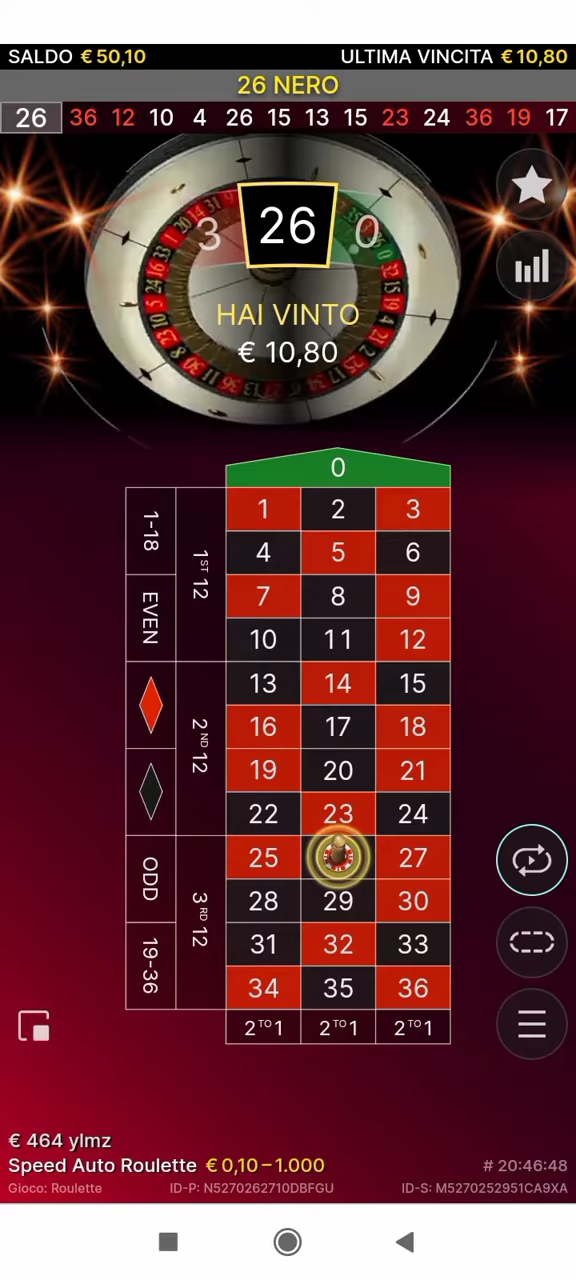 SALDO € 50,10 ULTIMA VINCITA € 10,80
26 NERO
26 36 12 10 4 26 15 13 15 23 24 36 19 17
3 26 0
HAI VINTO
€ 10,80
0
1-18 EVEN ODD 19-36
1ST 12 2ND 12 3RD 12
1 2 3
4 5 6
7 8 9
10 11 12
13 14 15
16 17 18
19 20 21
22 23 24
25 27
28 29 30
31 32 33
34 35 36
2TO1 2TO1 2TO1
€ 464 ylmz
Speed Auto Roulette € 0,10 – 1.000 # 20:46:48
Gioco: Roulette ID-P: N5270262710DBFGU ID-S: M5270252951CA9XA